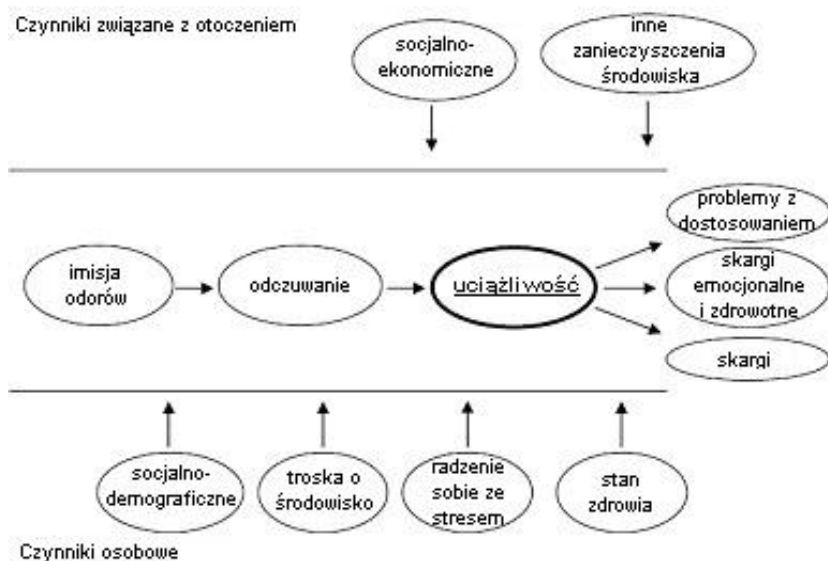 Czynniki związane z otoczeniem
socjalno-
ekonomiczne
inne
zanieczyszczenia
środowiska
imisja
odorów
odczuwanie
uciążliwość
problemy z
dostosowaniem
skargi
emocjonalne
i zdrowotne
skargi
socjalno-
demograficzne
troska o
środowisko
radzenie
sobie ze
stresem
stan
zdrowia
Czynniki osobowe